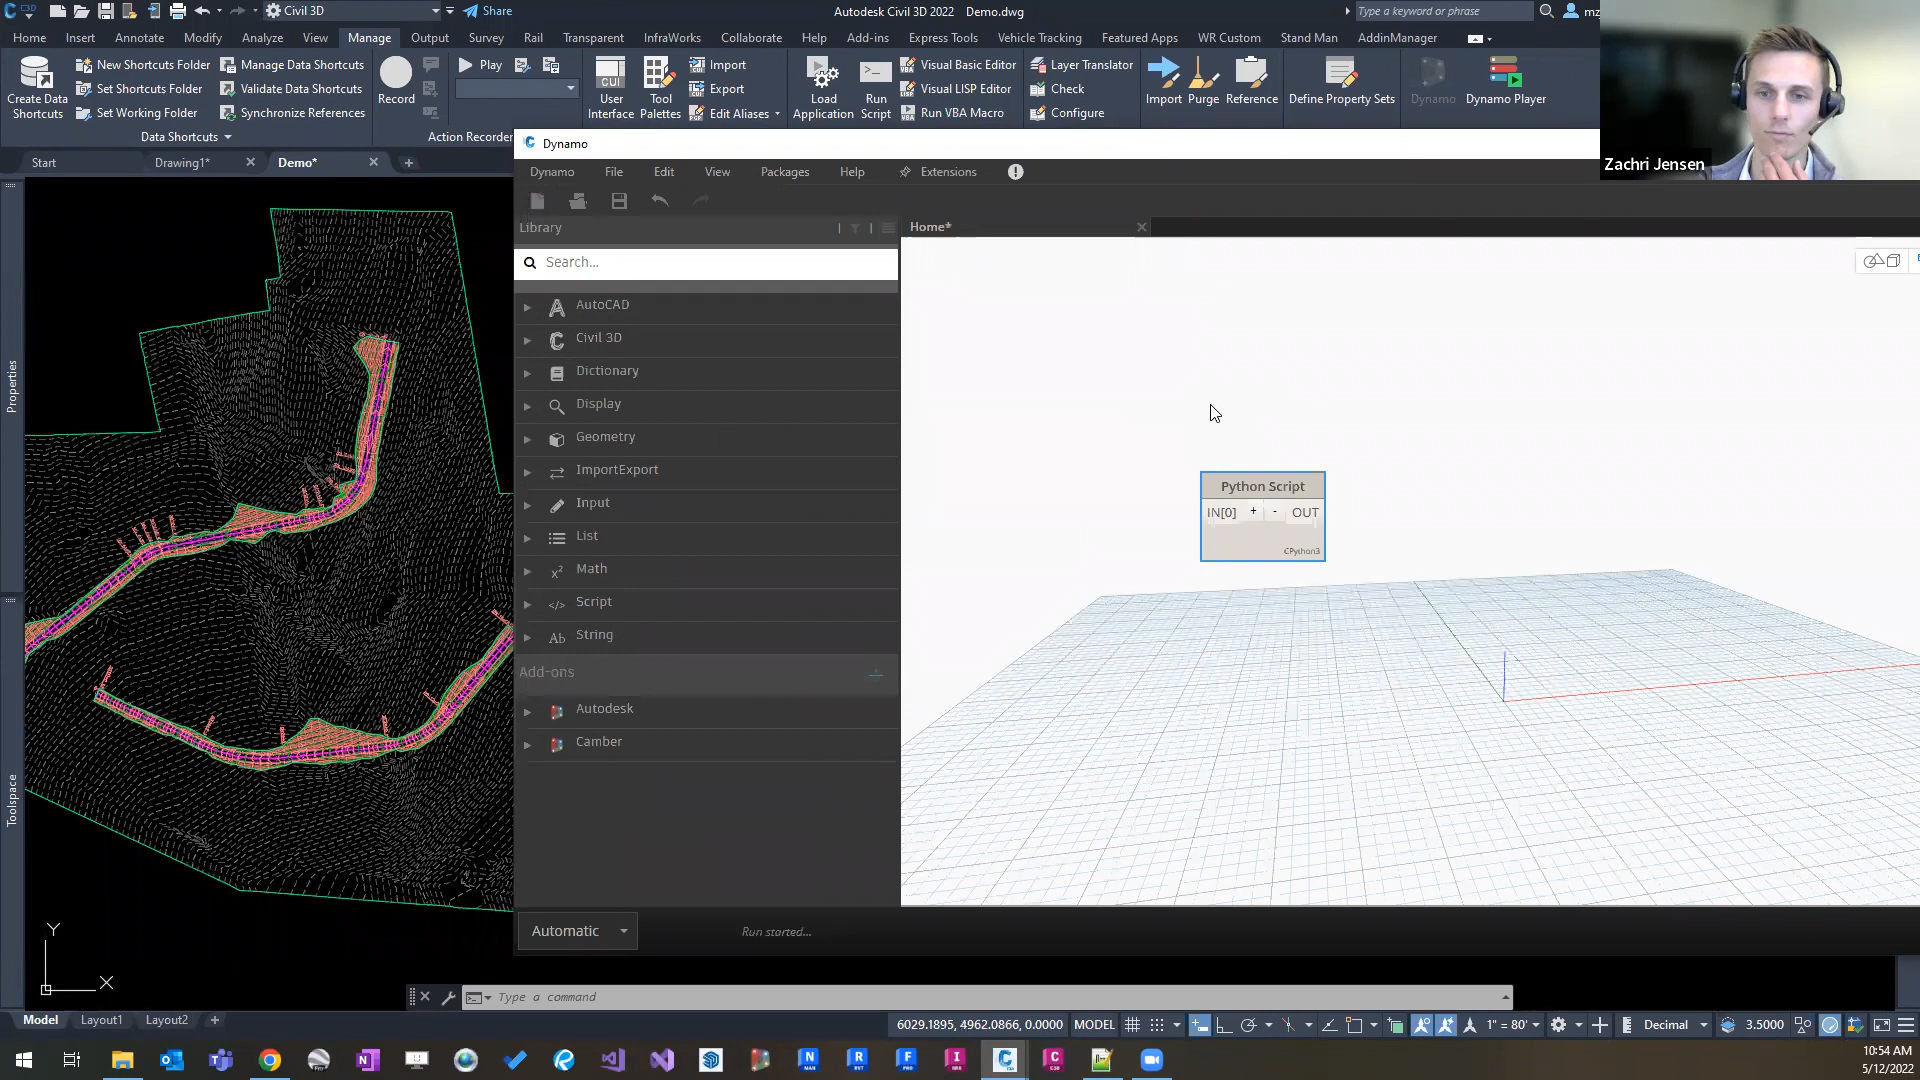 Civil 3D
Share
Autodesk Civil 3D 2022 Demo.dwg
Type a keyword or phrase
mz
Home Insert Annotate Modify Analyze View Manage Output Survey Rail Transparent InfraWorks Collaborate Help Add-ins Express Tools Vehicle Tracking Featured Apps WR Custom Stand Man AddinManager
New Shortcuts Folder
Manage Data Shortcuts
Set Shortcuts Folder
Validate Data Shortcuts
Create Data
Shortcuts
Set Working Folder
Synchronize References
Data Shortcuts
Record
Play
Action Recorder
User
Interface
Tool
Palettes
Import
Export
Edit Aliases
Load
Application
Run
Script
Visual Basic Editor
Visual LISP Editor
Run VBA Macro
Layer Translator
Check
Configure
Import
Purge
Reference
Define Property Sets
Dynamo
Dynamo Player
Zachri Jensen
Start
Drawing1*
Demo*
Dynamo
Dynamo File Edit View Packages Help Extensions
Library
Home*
Search...
AutoCAD
Civil 3D
Dictionary
Display
Geometry
ImportExport
Input
List
Math
Script
String
Add-ons
Autodesk
Camber
Python Script
IN[0] + - OUT
CPython3
Automatic
Run started...
Properties
Toolspace
Y
X
Type a command
Model Layout1 Layout2
6029.1895, 4962.0866, 0.0000 MODEL
1" = 80'
Decimal
3.5000
10:54 AM
5/12/2022